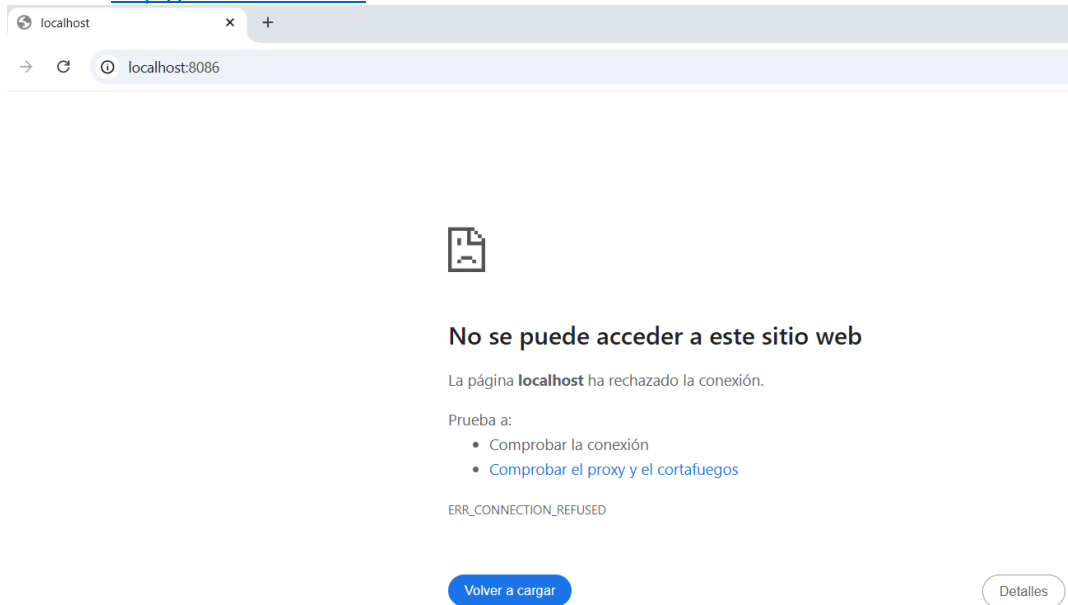 localhost
localhost:8086
No se puede acceder a este sitio web
La página localhost ha rechazado la conexión.
Prueba a:
Comprobar la conexión
Comprobar el proxy y el cortafuegos
ERR_CONNECTION_REFUSED
Volver a cargar
Detalles